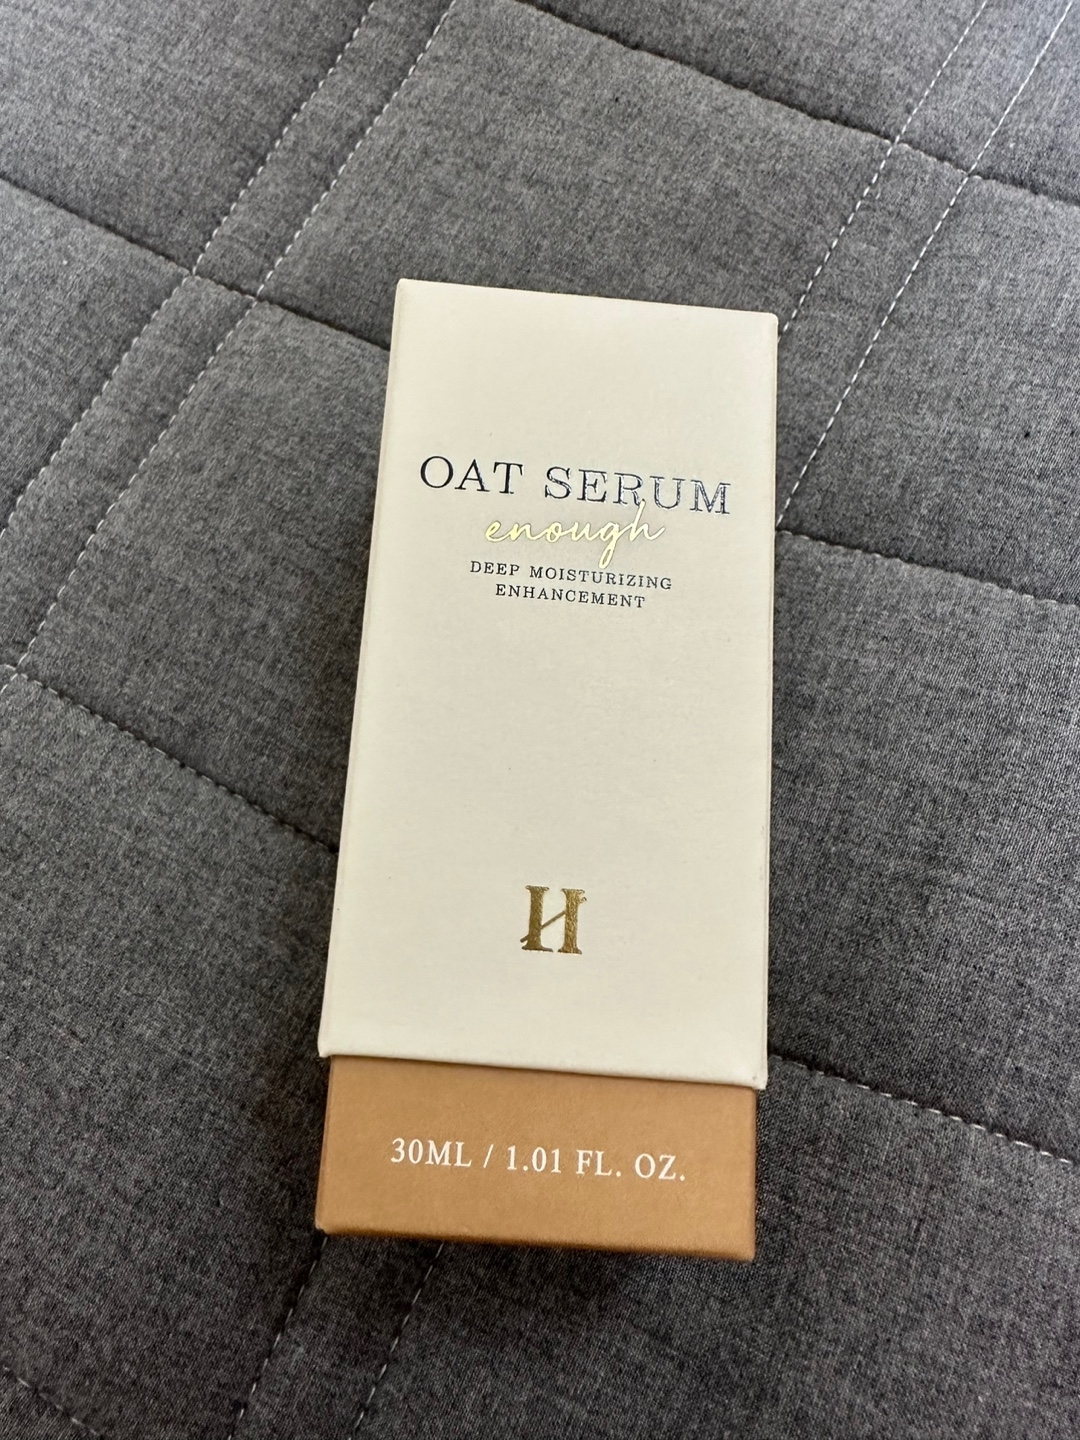 OAT SERUM
enough
DEEP MOISTURIZING
ENHANCEMENT
H
30ML / 1.01 FL. OZ.